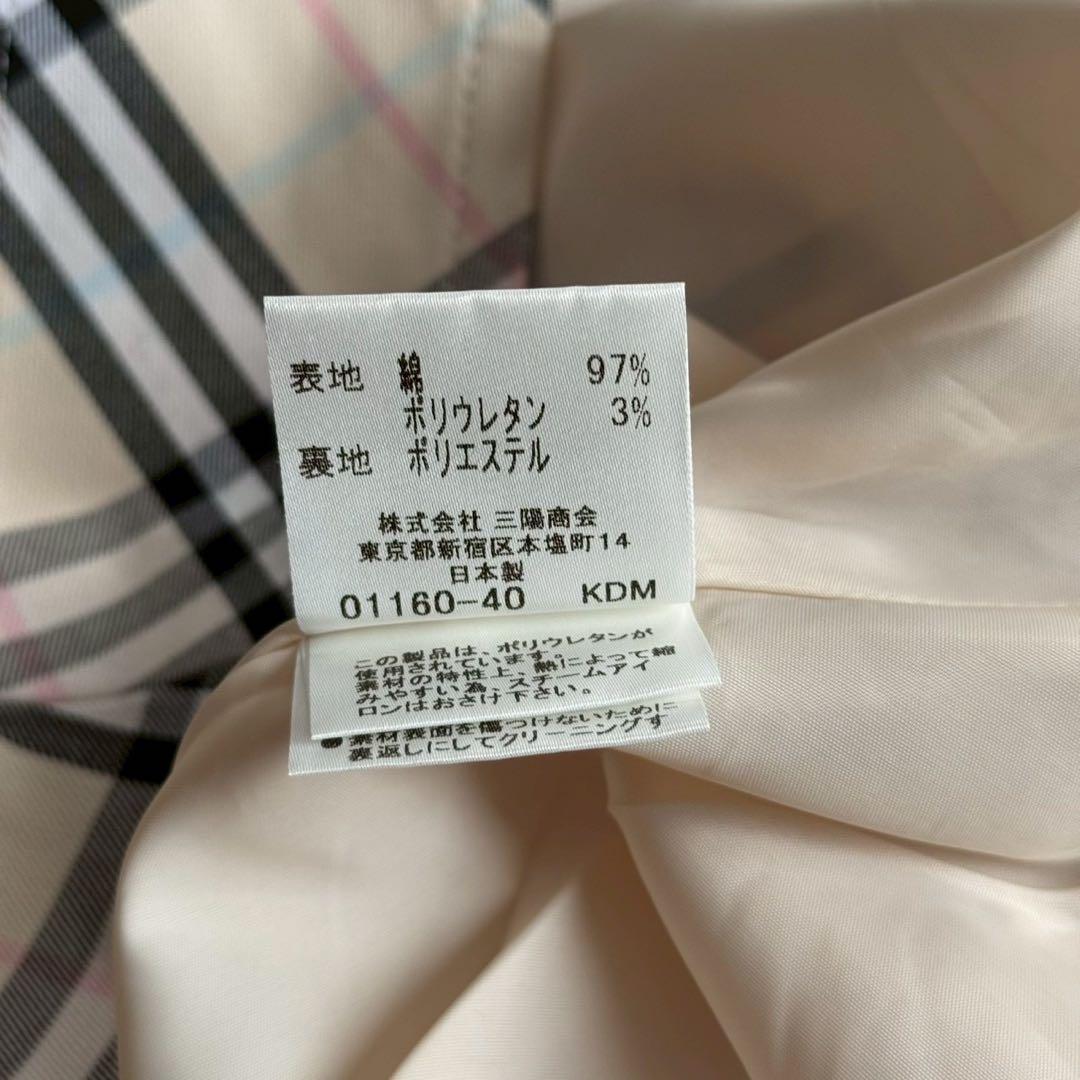 表地 綿 97%
ポリウレタン 3%
裏地 ポリエステル
株式会社 三陽商会
東京都新宿区本塩町14
日本製
01160-40 KDM
この製品は、ポリウレタンが
使用されています。
素材の特性上、熱によって縮
みやすい為、スチームアイ
ロンはおさけ下さい。
●素材表面を傷つけないために
裏返しにしてクリーニングす